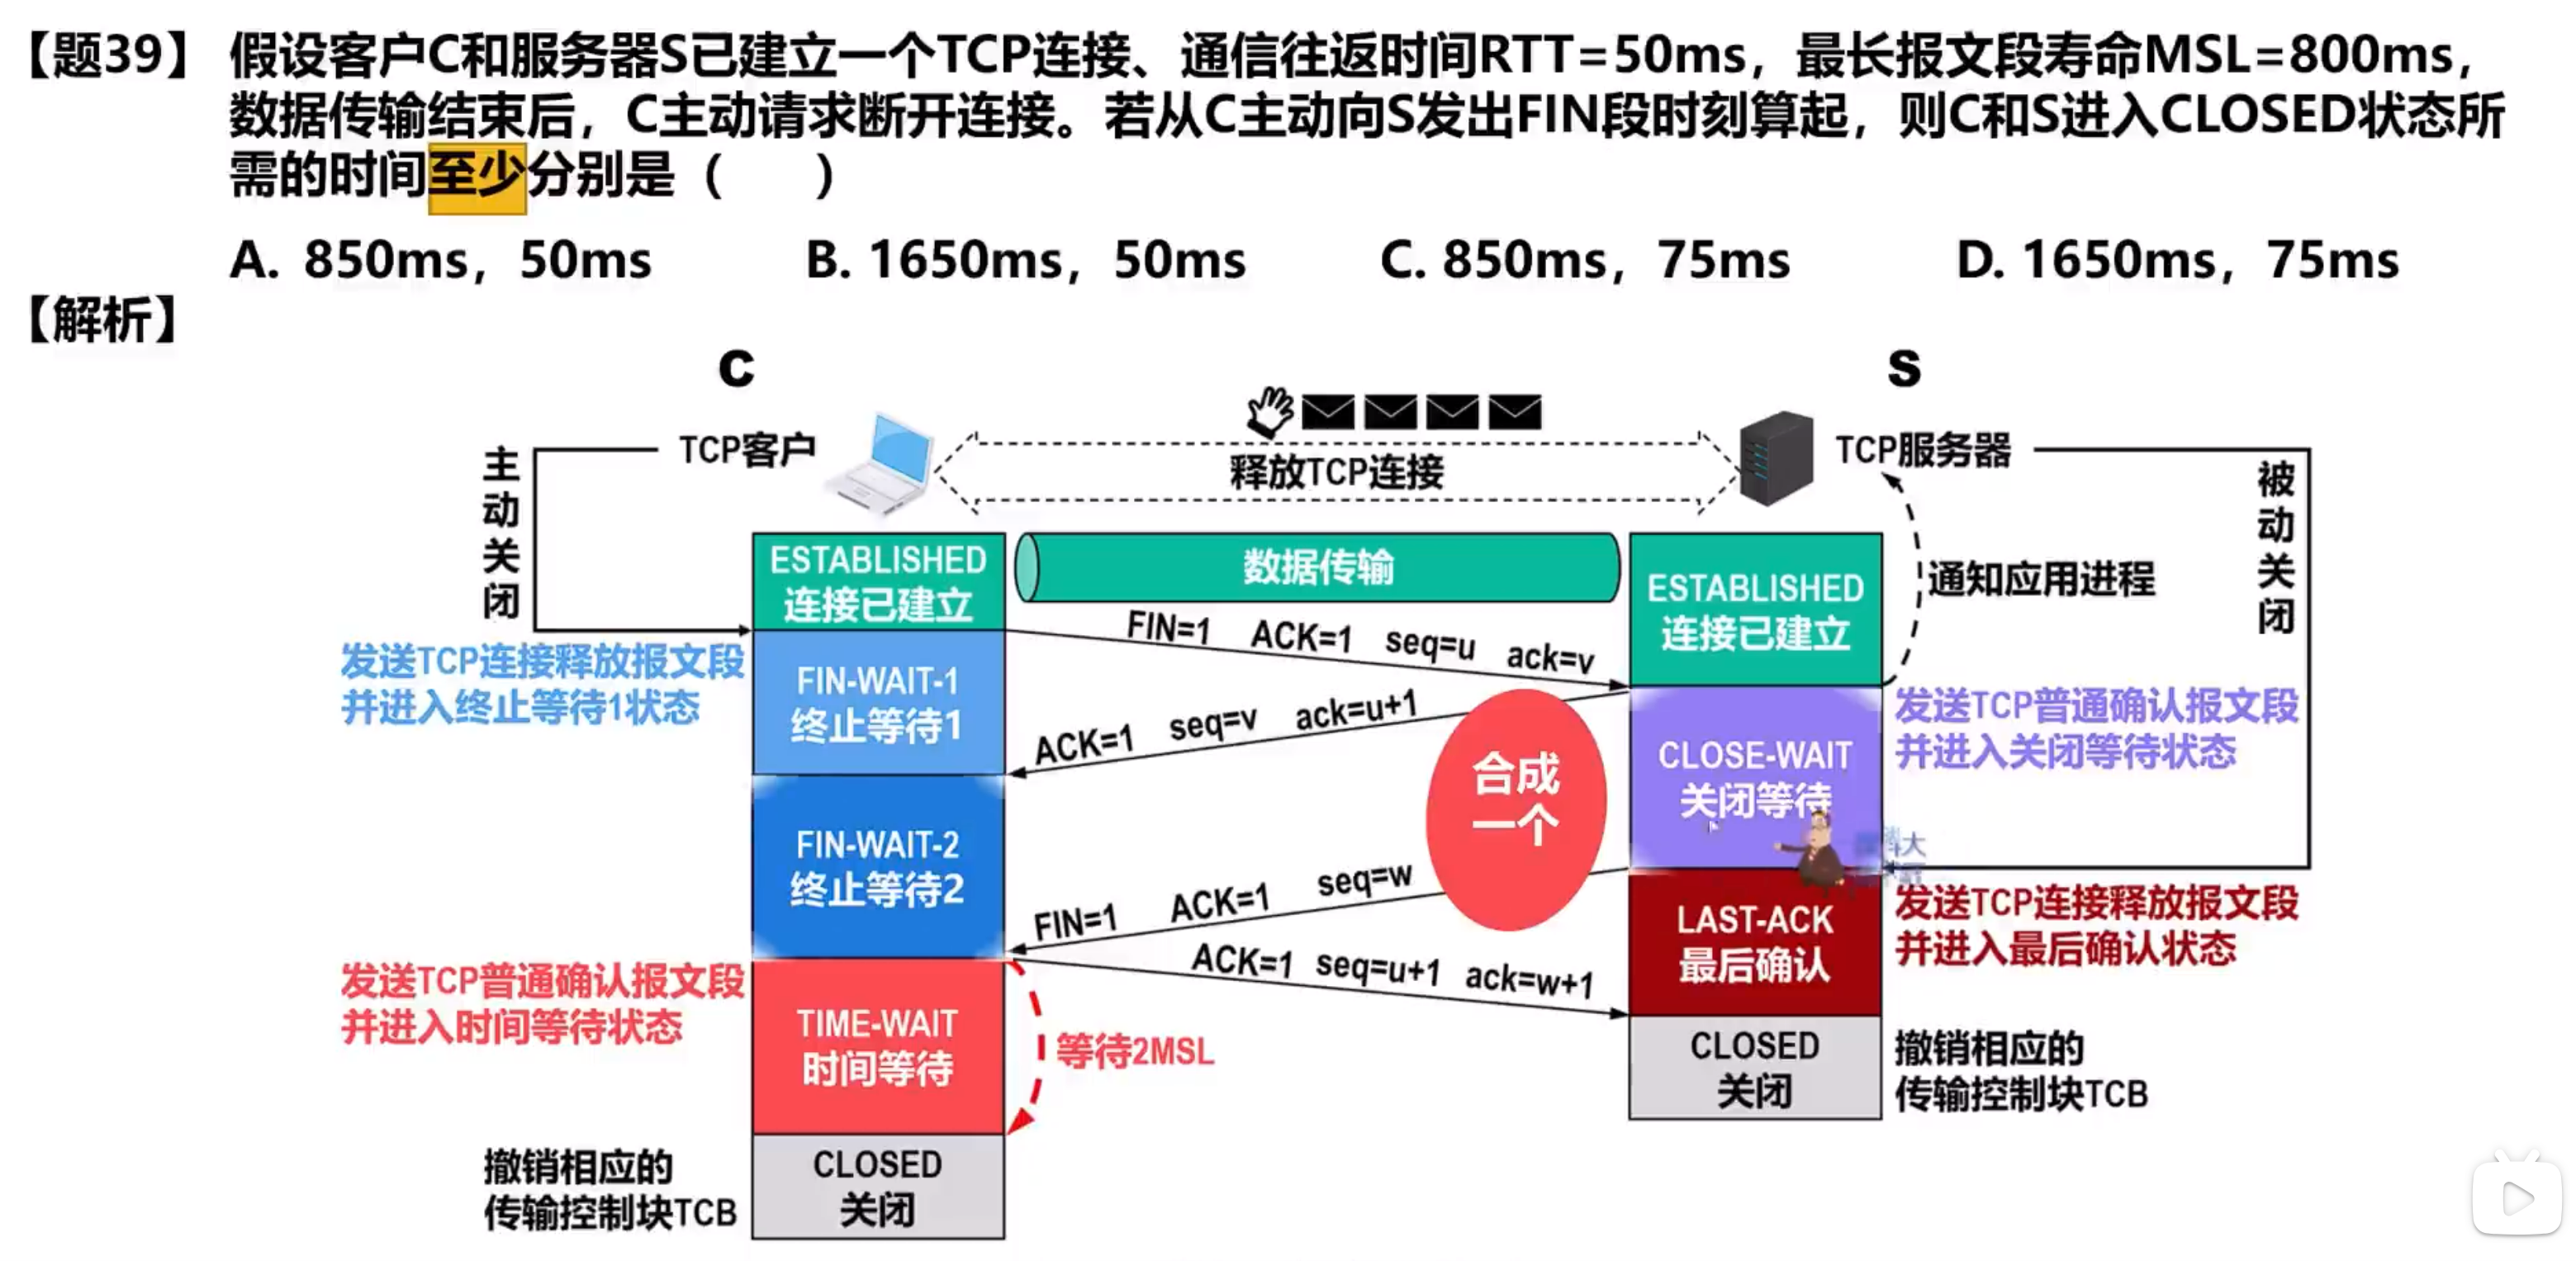 【题39】 假设客户C和服务器S已建立一个TCP连接、通信往返时间RTT=50ms，最长报文段寿命MSL=800ms，
数据传输结束后，C主动请求断开连接。若从C主动向S发出FIN段时刻算起，则C和S进入CLOSED状态所
需的时间至少分别是（ ）
A. 850ms，50ms B. 1650ms，50ms C. 850ms，75ms D. 1650ms，75ms
【解析】
C
S
TCP客户
释放TCP连接
TCP服务器
主动关闭
被动关闭
ESTABLISHED
连接已建立
数据传输
ESTABLISHED
连接已建立
通知应用进程
FIN=1 ACK=1 seq=u ack=v
发送TCP连接释放报文段
并进入终止等待1状态
FIN-WAIT-1
终止等待1
ACK=1 seq=v ack=u+1
发送TCP普通确认报文段
并进入关闭等待状态
CLOSE-WAIT
关闭等待
合成
一个
FIN-WAIT-2
终止等待2
FIN=1 ACK=1 seq=w
LAST-ACK
最后确认
发送TCP连接释放报文段
并进入最后确认状态
ACK=1 seq=u+1 ack=w+1
发送TCP普通确认报文段
并进入时间等待状态
TIME-WAIT
时间等待
等待2MSL
CLOSED
关闭
撤销相应的
传输控制块TCB
撤销相应的
传输控制块TCB
CLOSED
关闭